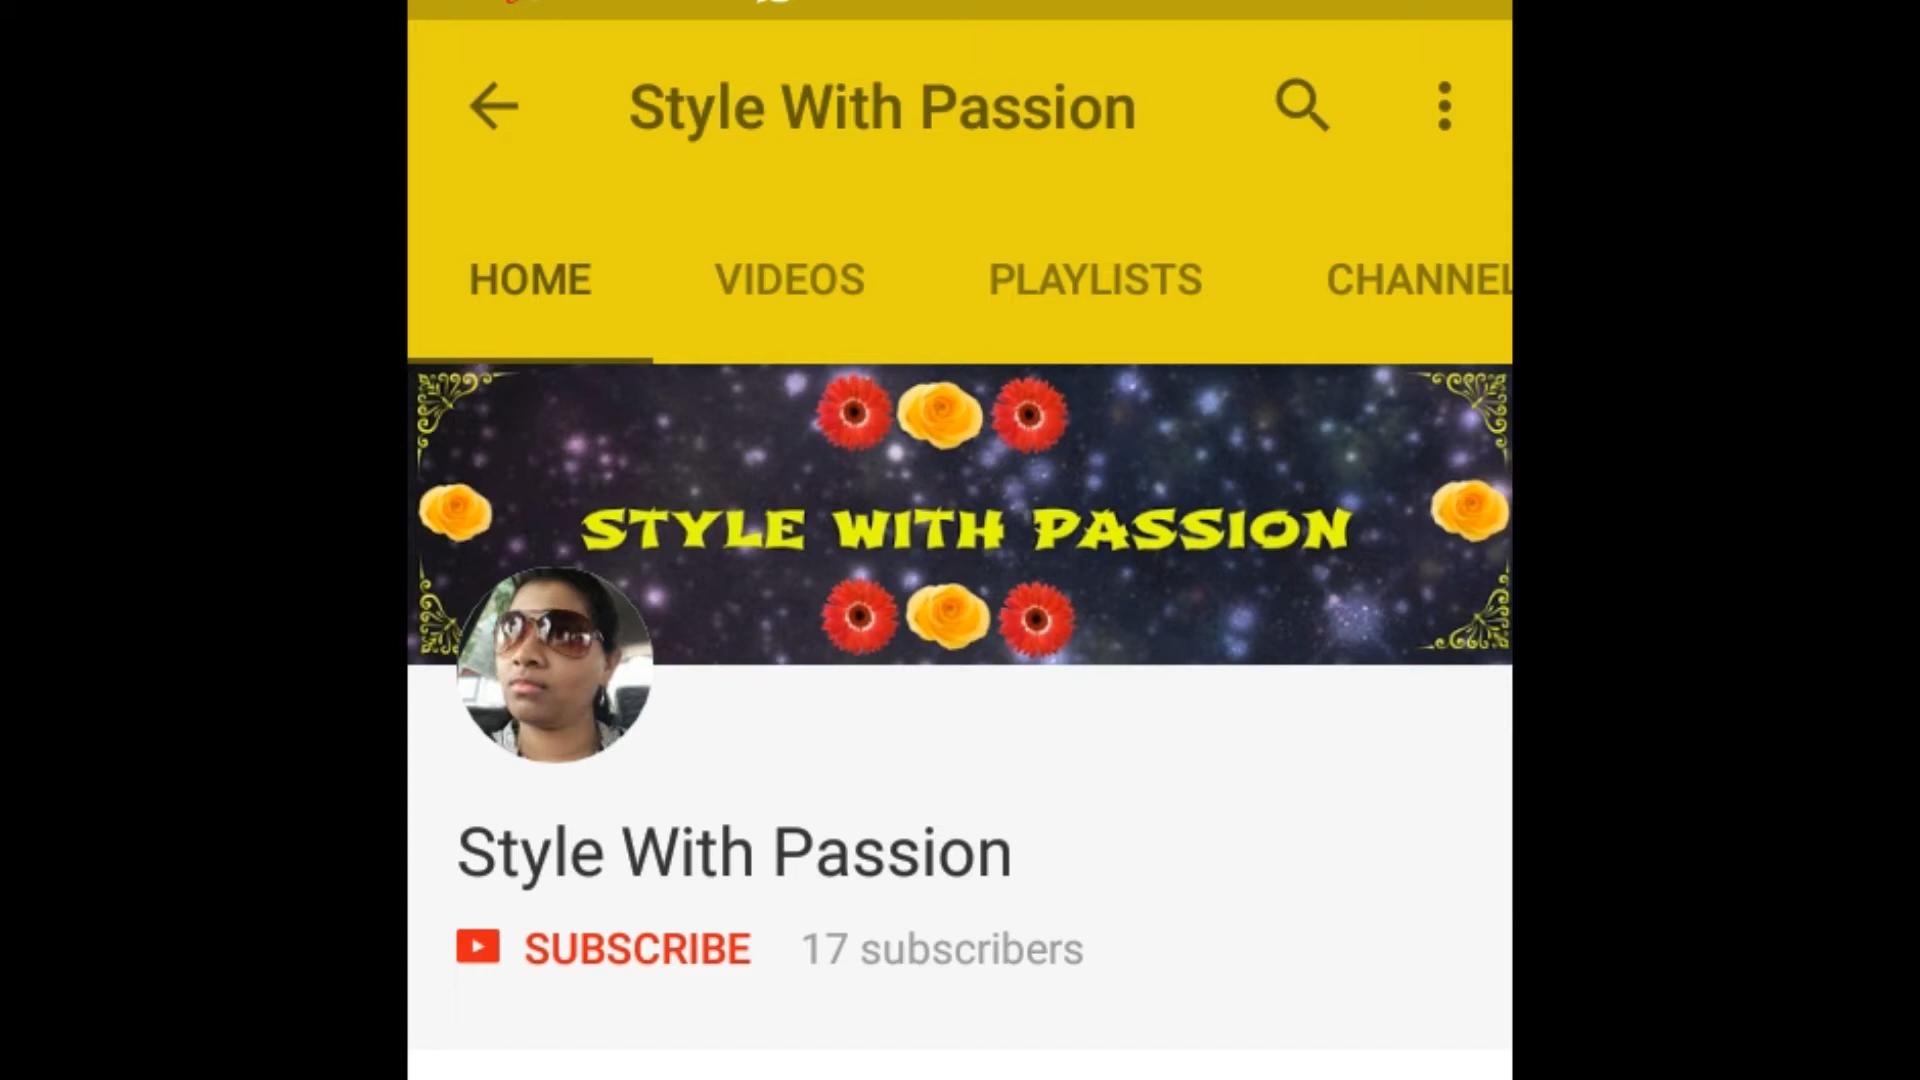 Style With Passion
HOME VIDEOS PLAYLISTS CHANNEL
STYLE WITH PASSION
Style With Passion
SUBSCRIBE 17 subscribers